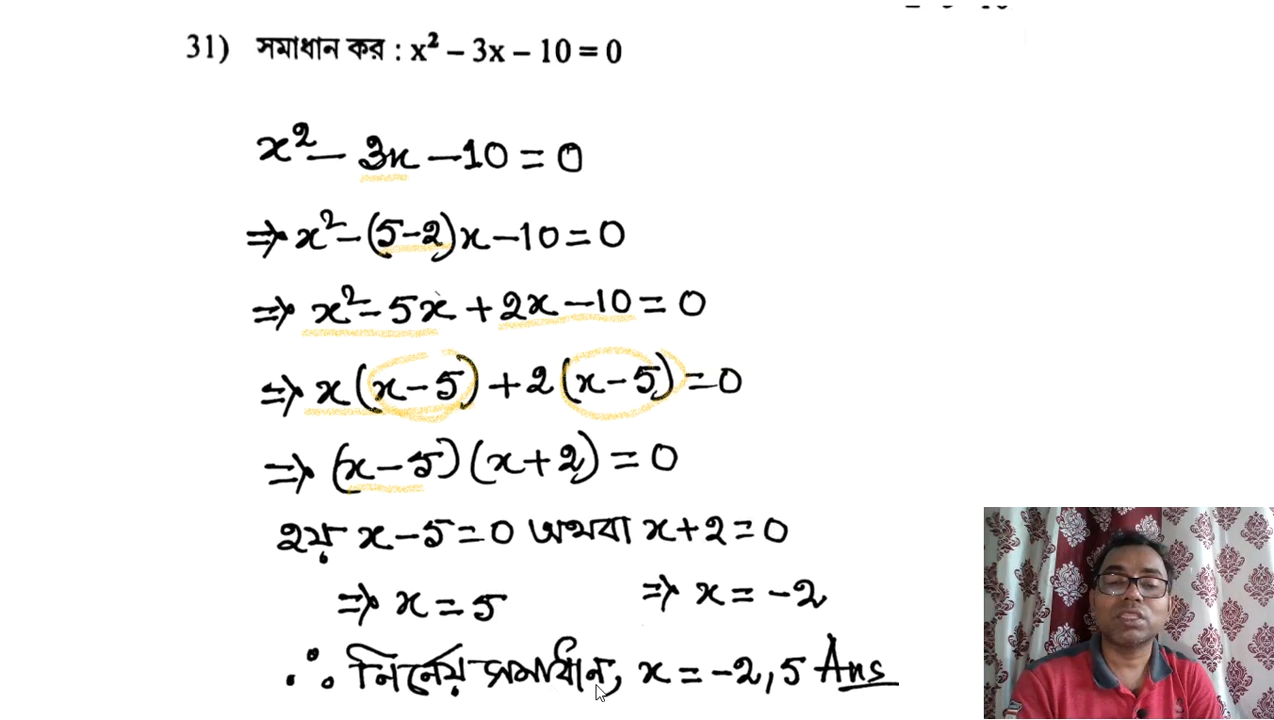 31) সমাধান কর : x² – 3x – 10 = 0
x² – 3x – 10 = 0
⇒ x² – (5–2)x – 10 = 0
⇒ x² – 5x + 2x – 10 = 0
⇒ x(x–5) + 2(x–5) = 0
⇒ (x–5)(x+2) = 0
হয় x–5 = 0 অথবা x+2 = 0
⇒ x = 5 ⇒ x = –2
∴ নির্ণেয় সমাধান, x = –2, 5 Ans